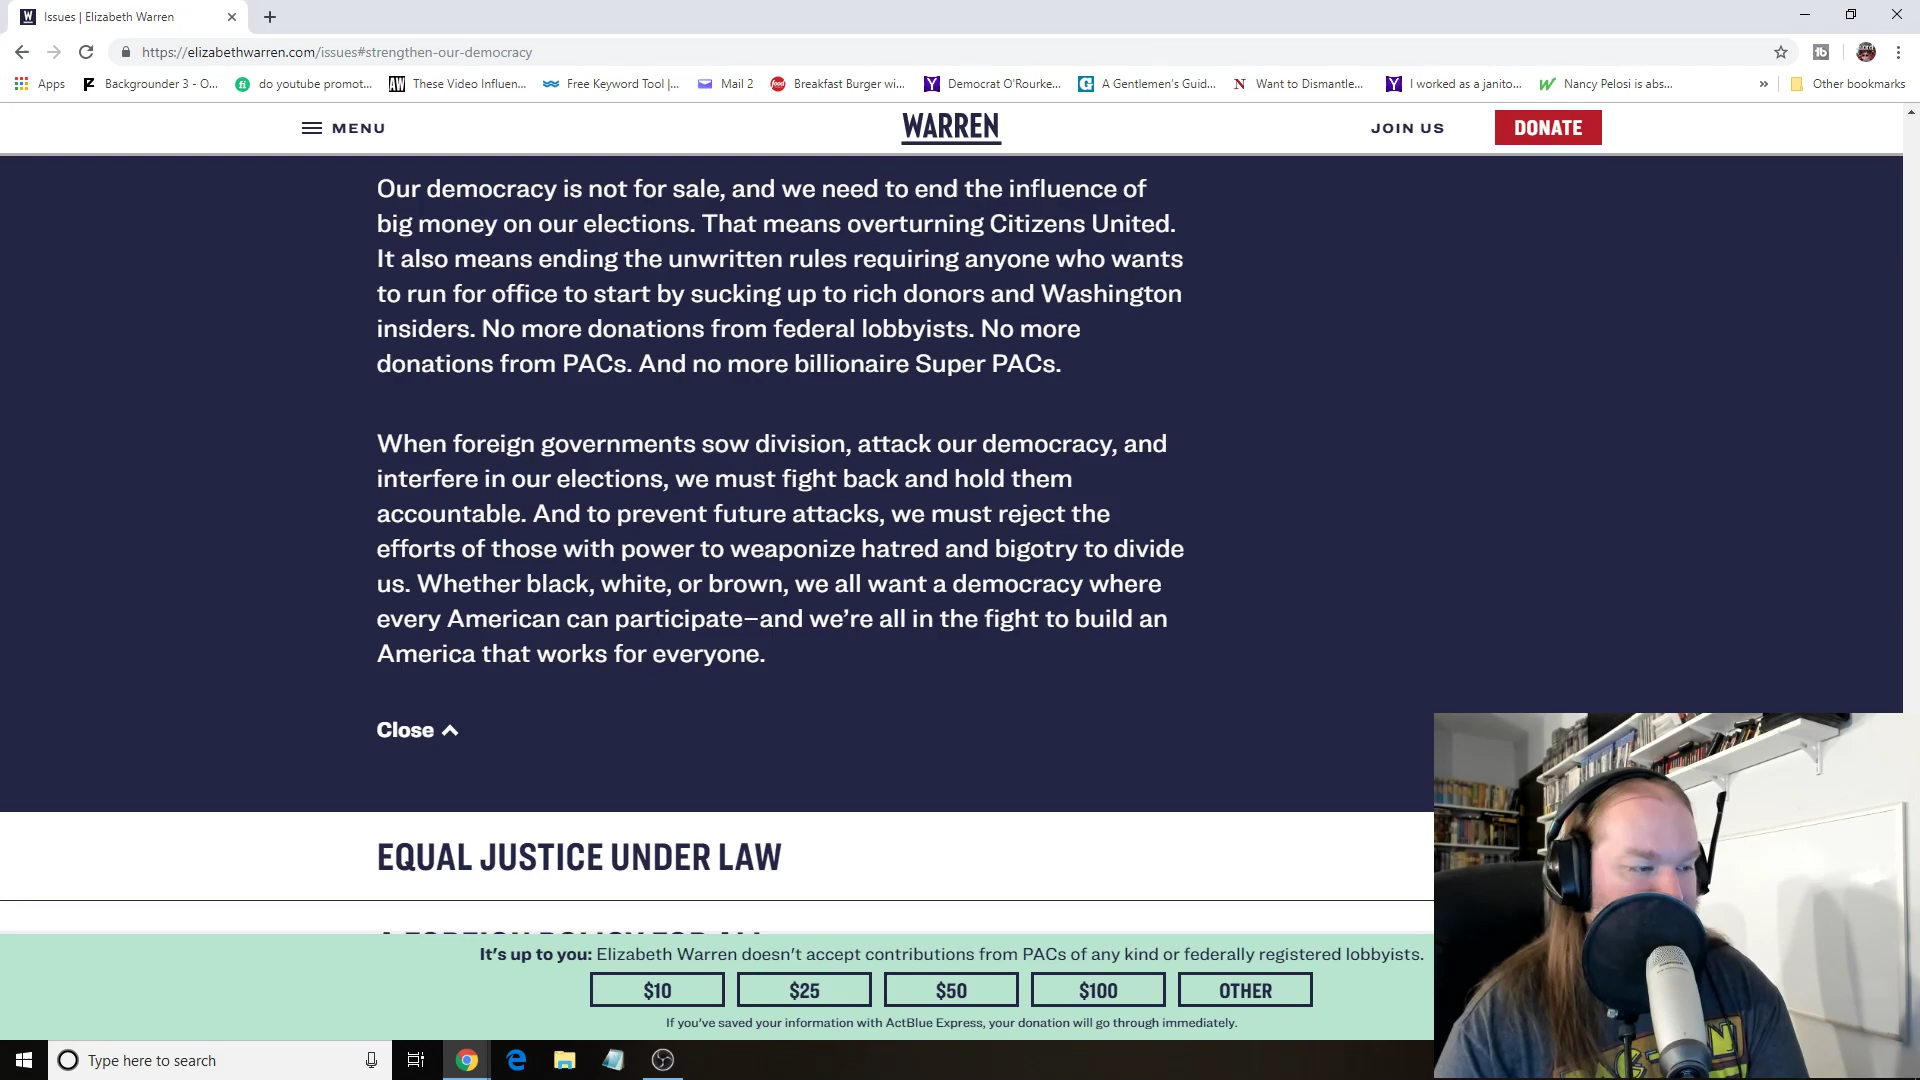 Issues | Elizabeth Warren
https://elizabethwarren.com/issues#strengthen-our-democracy
Apps
Backgrounder 3 - O...
do youtube promot...
These Video Influen...
Free Keyword Tool |...
Mail 2
Breakfast Burger wi...
Democrat O'Rourke...
A Gentlemen's Guid...
Want to Dismantle...
I worked as a janito...
Nancy Pelosi is abs...
Other bookmarks
MENU
WARREN
JOIN US
DONATE
Our democracy is not for sale, and we need to end the influence of
big money on our elections. That means overturning Citizens United.
It also means ending the unwritten rules requiring anyone who wants
to run for office to start by sucking up to rich donors and Washington
insiders. No more donations from federal lobbyists. No more
donations from PACs. And no more billionaire Super PACs.
When foreign governments sow division, attack our democracy, and
interfere in our elections, we must fight back and hold them
accountable. And to prevent future attacks, we must reject the
efforts of those with power to weaponize hatred and bigotry to divide
us. Whether black, white, or brown, we all want a democracy where
every American can participate–and we're all in the fight to build an
America that works for everyone.
Close
EQUAL JUSTICE UNDER LAW
A FOREIGN POLICY FOR ALL
It's up to you: Elizabeth Warren doesn't accept contributions from PACs of any kind or federally registered lobbyists.
$10
$25
$50
$100
OTHER
If you've saved your information with ActBlue Express, your donation will go through immediately.
Type here to search